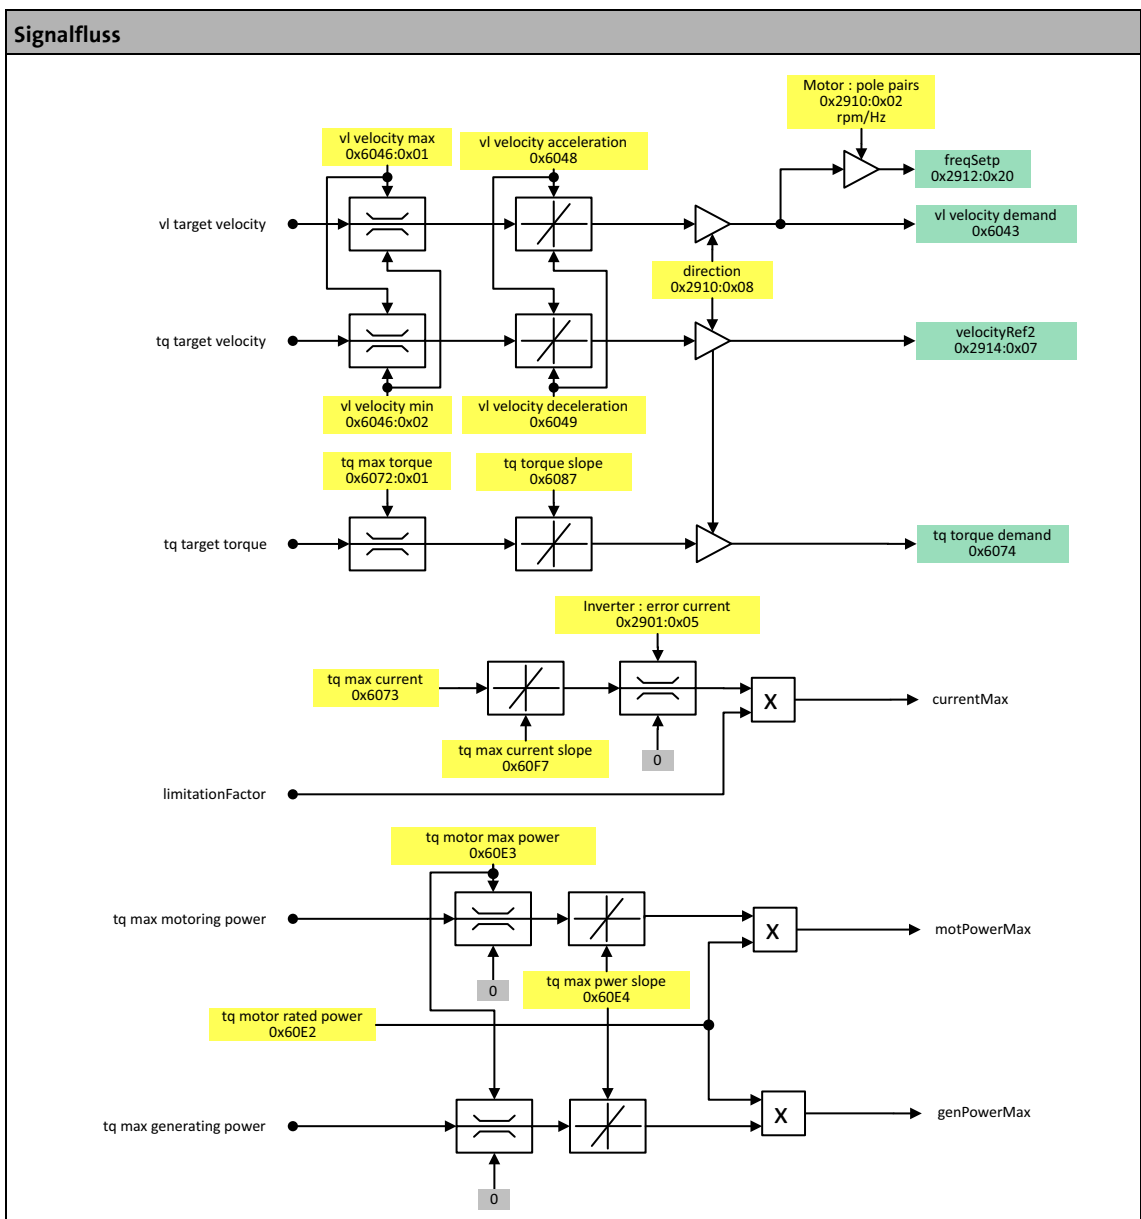 Signalfluss
Motor : pole pairs
0x2910:0x02
rpm/Hz
vl velocity max
0x6046:0x01
vl velocity acceleration
0x6048
freqSetp
0x2912:0x20
vl target velocity
vl velocity demand
0x6043
direction
0x2910:0x08
tq target velocity
velocityRef2
0x2914:0x07
vl velocity min
0x6046:0x02
vl velocity deceleration
0x6049
tq max torque
0x6072:0x01
tq torque slope
0x6087
tq target torque
tq torque demand
0x6074
Inverter : error current
0x2901:0x05
tq max current
0x6073
X
currentMax
tq max current slope
0x60F7
0
limitationFactor
tq motor max power
0x60E3
tq max motoring power
X
motPowerMax
0
tq max pwer slope
0x60E4
tq motor rated power
0x60E2
tq max generating power
X
genPowerMax
0